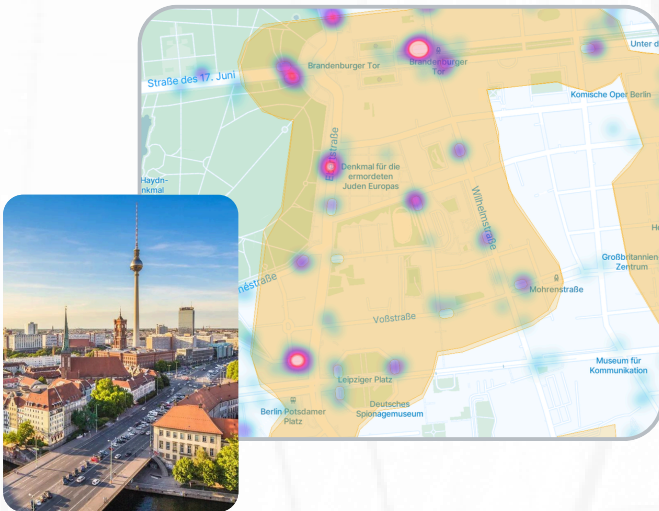 Unter d
Brandenburger Tor
Brandenburger
Tor
Straße des 17. Juni
Komische Oper Berlin
Denkmal für die
ermordeten
Juden Europas
Haydn-
nkmal
Wilhelmstraße
Großbritannien
Zentrum
Mohrenstraße
néstraße
Voßstraße
Museum für
Kommunikation
Leipziger Platz
Berlin Potsdamer
Platz
Deutsches
Spionagemuseum